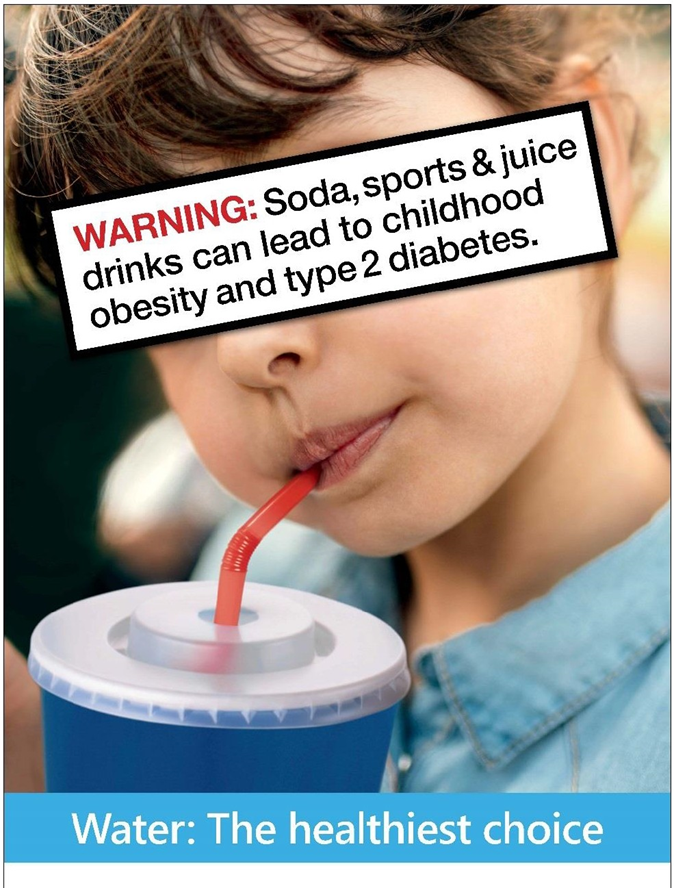 WARNING: Soda, sports & juice
drinks can lead to childhood
obesity and type 2 diabetes.
Water: The healthiest choice